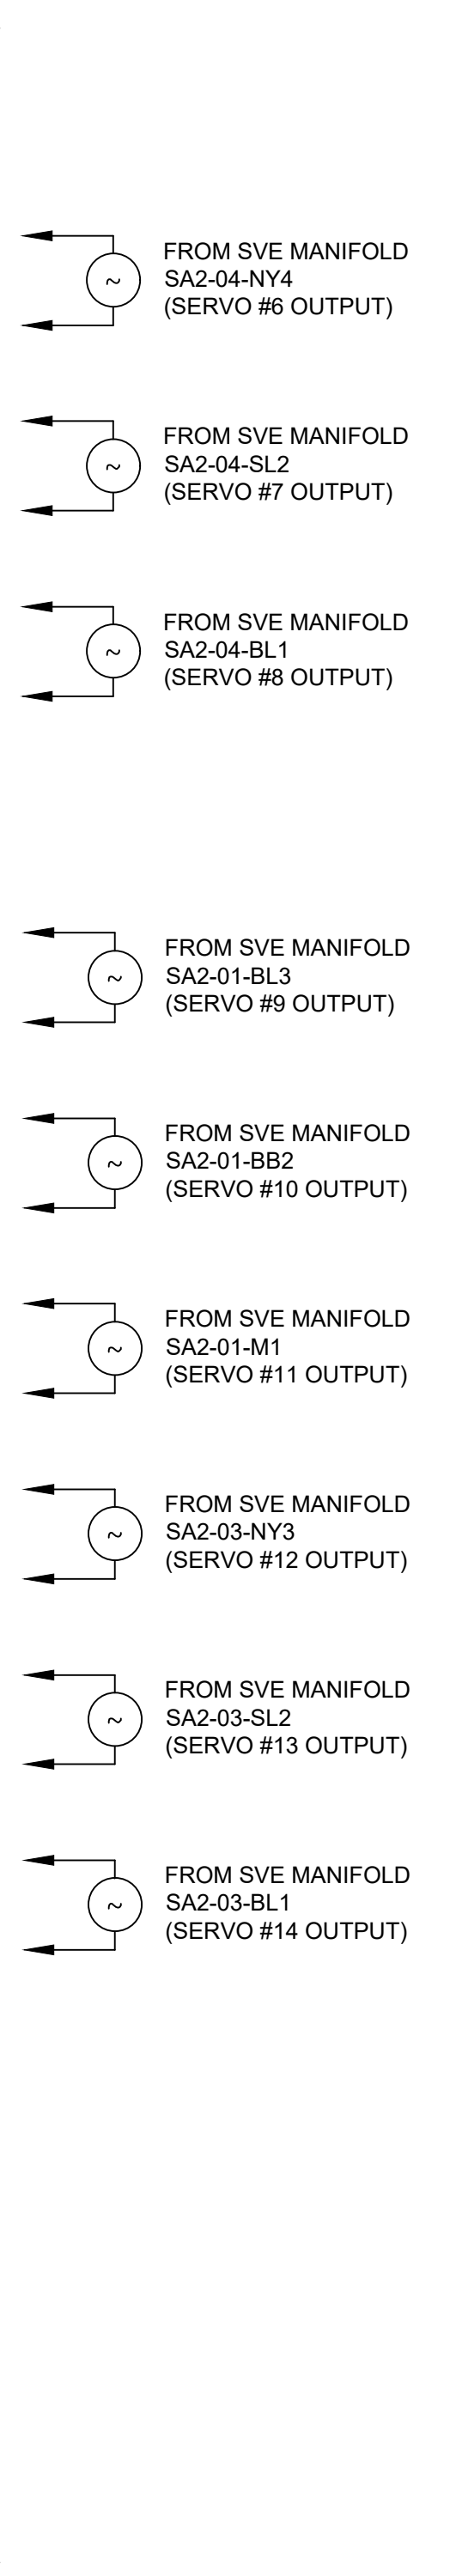 ~
FROM SVE MANIFOLD
SA2-04-NY4
(SERVO #6 OUTPUT)
~
FROM SVE MANIFOLD
SA2-04-SL2
(SERVO #7 OUTPUT)
~
FROM SVE MANIFOLD
SA2-04-BL1
(SERVO #8 OUTPUT)
~
FROM SVE MANIFOLD
SA2-01-BL3
(SERVO #9 OUTPUT)
~
FROM SVE MANIFOLD
SA2-01-BB2
(SERVO #10 OUTPUT)
~
FROM SVE MANIFOLD
SA2-01-M1
(SERVO #11 OUTPUT)
~
FROM SVE MANIFOLD
SA2-03-NY3
(SERVO #12 OUTPUT)
~
FROM SVE MANIFOLD
SA2-03-SL2
(SERVO #13 OUTPUT)
~
FROM SVE MANIFOLD
SA2-03-BL1
(SERVO #14 OUTPUT)